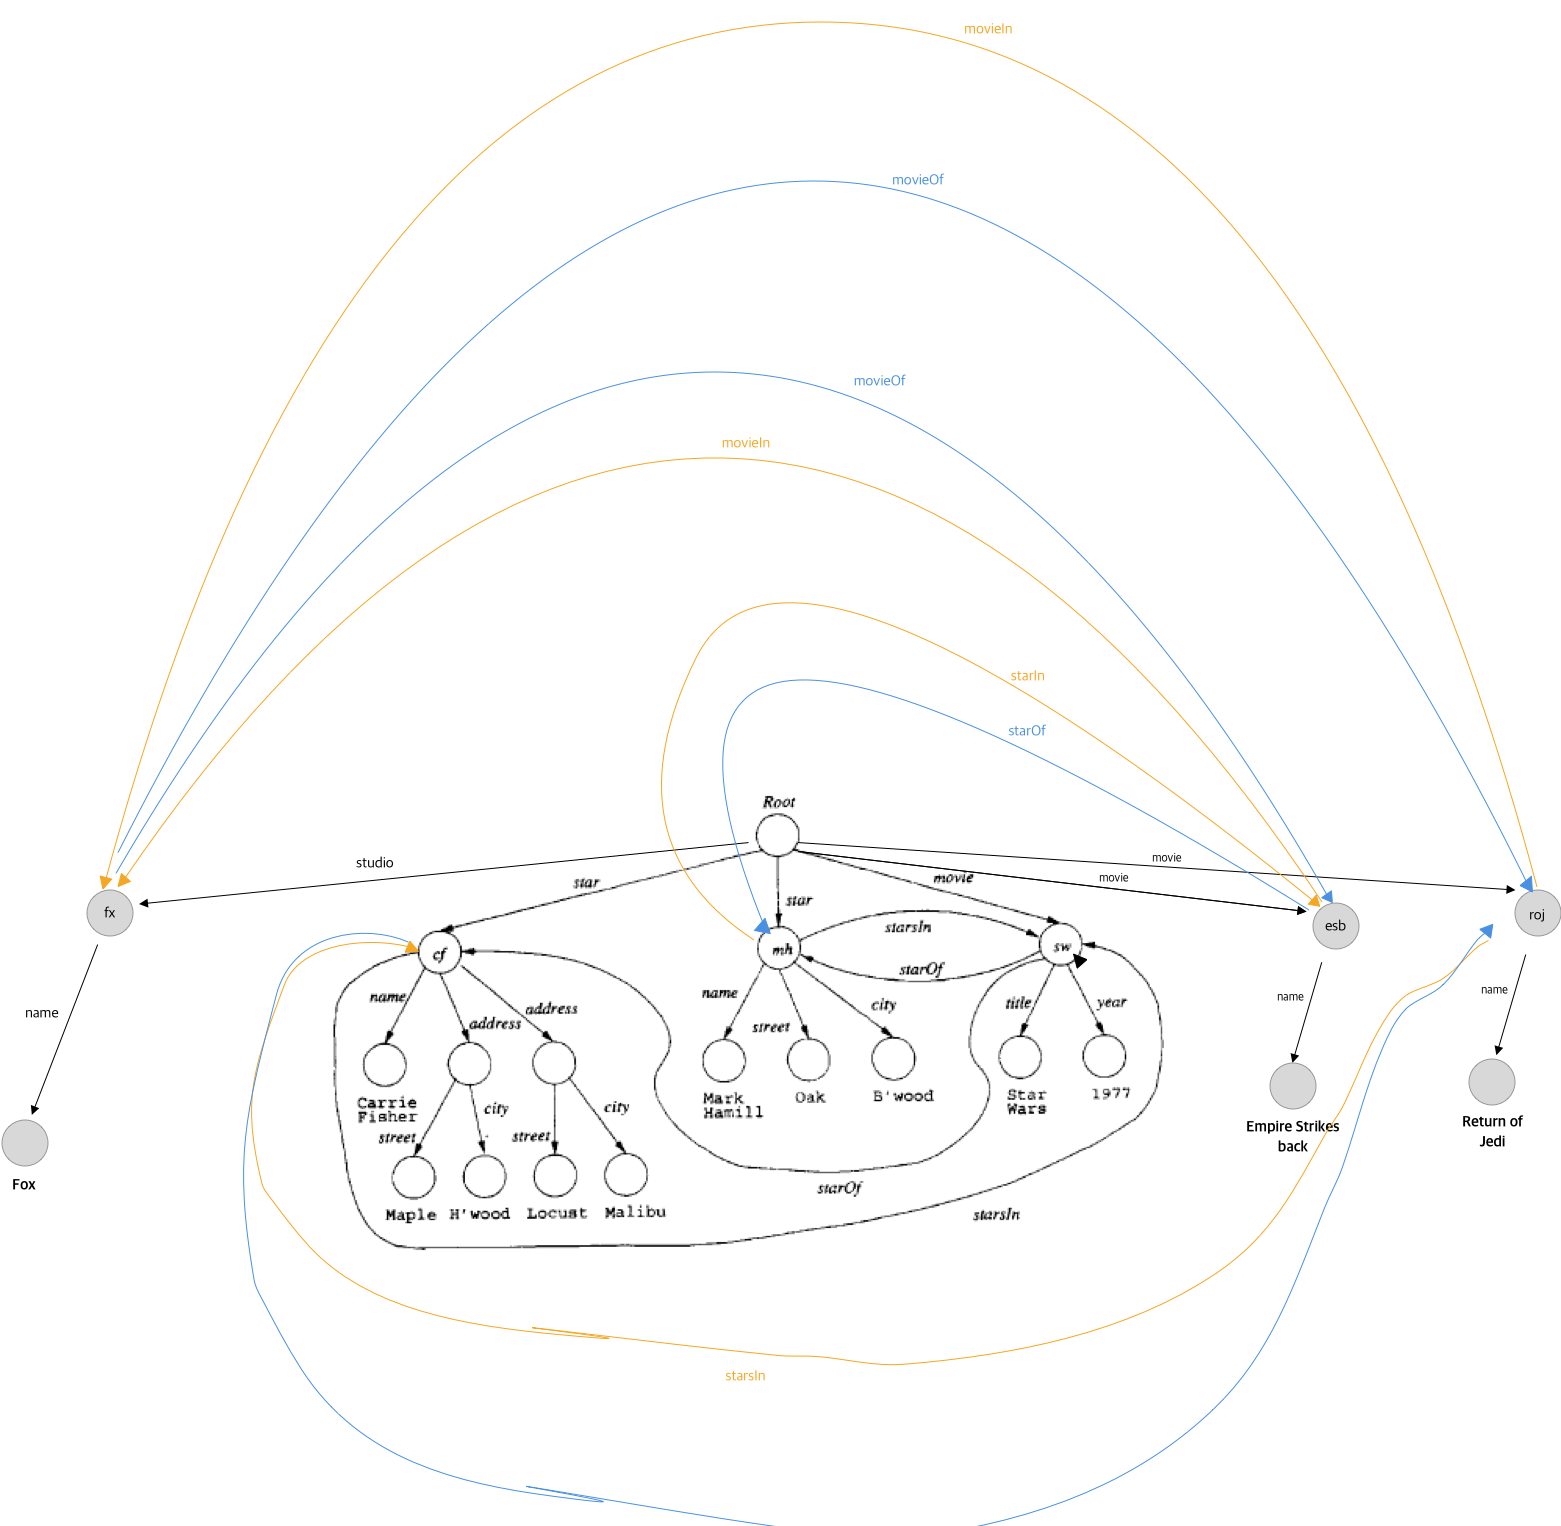 movieIn
movieOf
movieOf
movieIn
starIn
starOf
Root
studio
star
star
movie
movie
movie
fx
cf
mh
sw
esb
roj
starsIn
starOf
name
name
address
address
name
street
city
title
year
name
name
Carrie
Fisher
Mark
Hamill
Oak
B'wood
Star
Wars
1977
street
city
street
city
Fox
Maple
H'wood
Locust
Malibu
Empire Strikes
back
Return of
Jedi
starOf
starsIn
starsIn